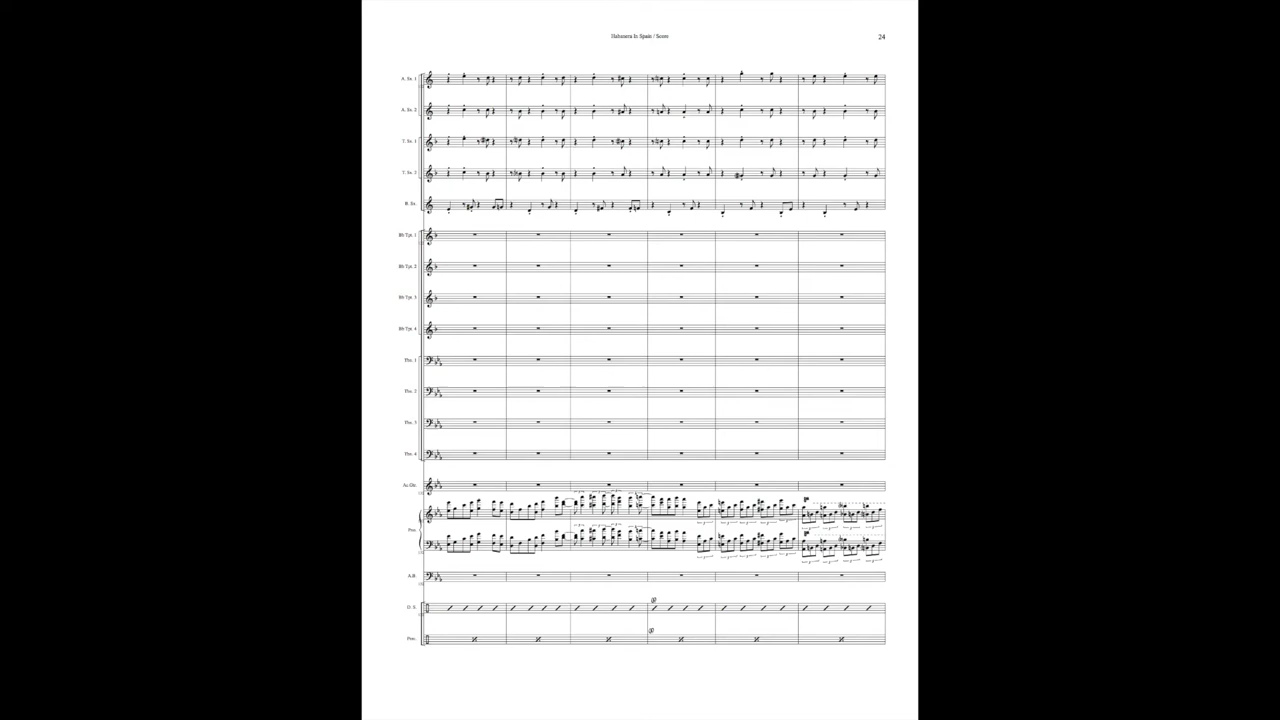 Habanera In Spain / Score
24
A. Sx. 1
A. Sx. 2
T. Sx. 1
T. Sx. 2
B. Sx.
Bb Tpt. 1
Bb Tpt. 2
Bb Tpt. 3
Bb Tpt. 4
Tbn. 1
Tbn. 2
Tbn. 3
Tbn. 4
Ac.Gtr.
Pno.
A.B.
D. S.
Perc.